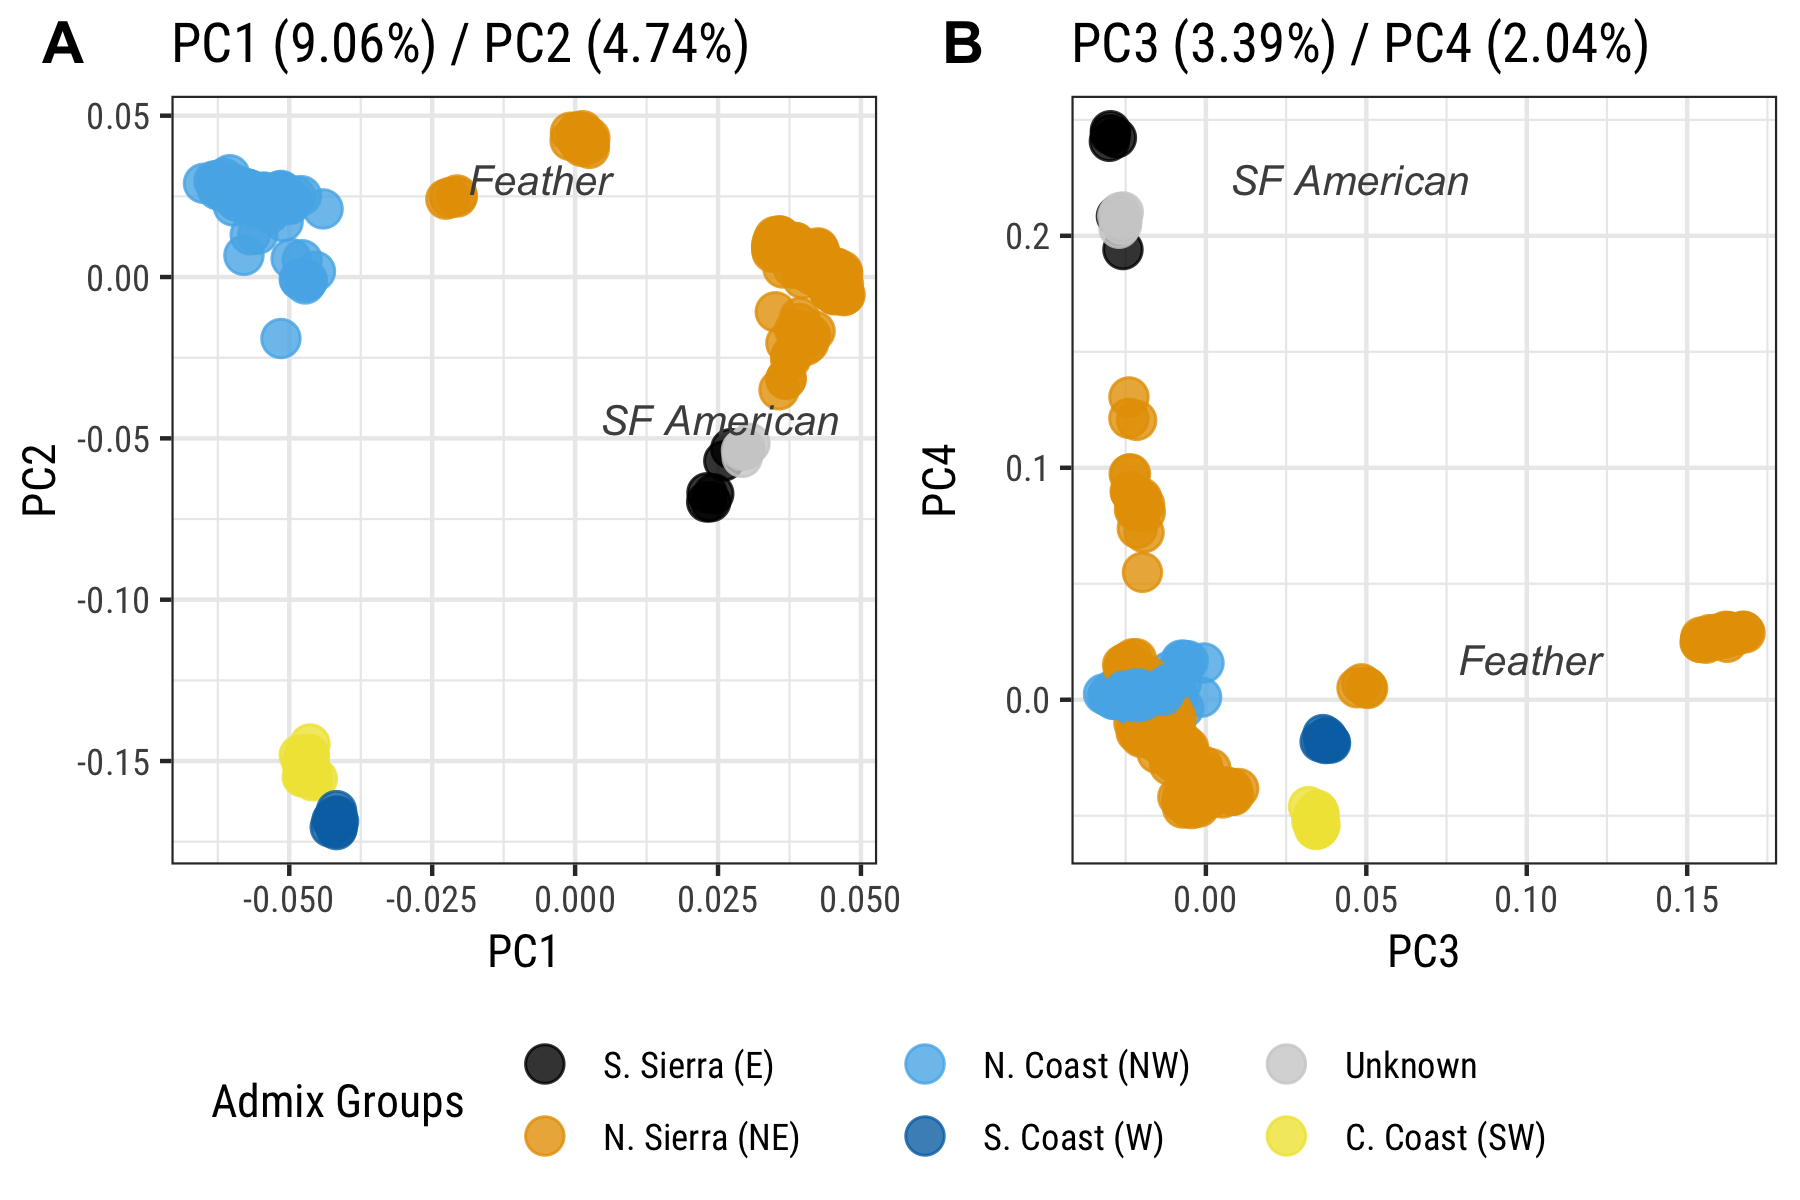 A PC1 (9.06%) / PC2 (4.74%)
0.05
0.00
-0.05
-0.10
-0.15
PC2
Feather
SF American
-0.050 -0.025 0.000 0.025 0.050
PC1
B PC3 (3.39%) / PC4 (2.04%)
0.2
0.1
0.0
PC4
SF American
Feather
0.00 0.05 0.10 0.15
PC3
Admix Groups
S. Sierra (E) N. Coast (NW) Unknown
N. Sierra (NE) S. Coast (W) C. Coast (SW)